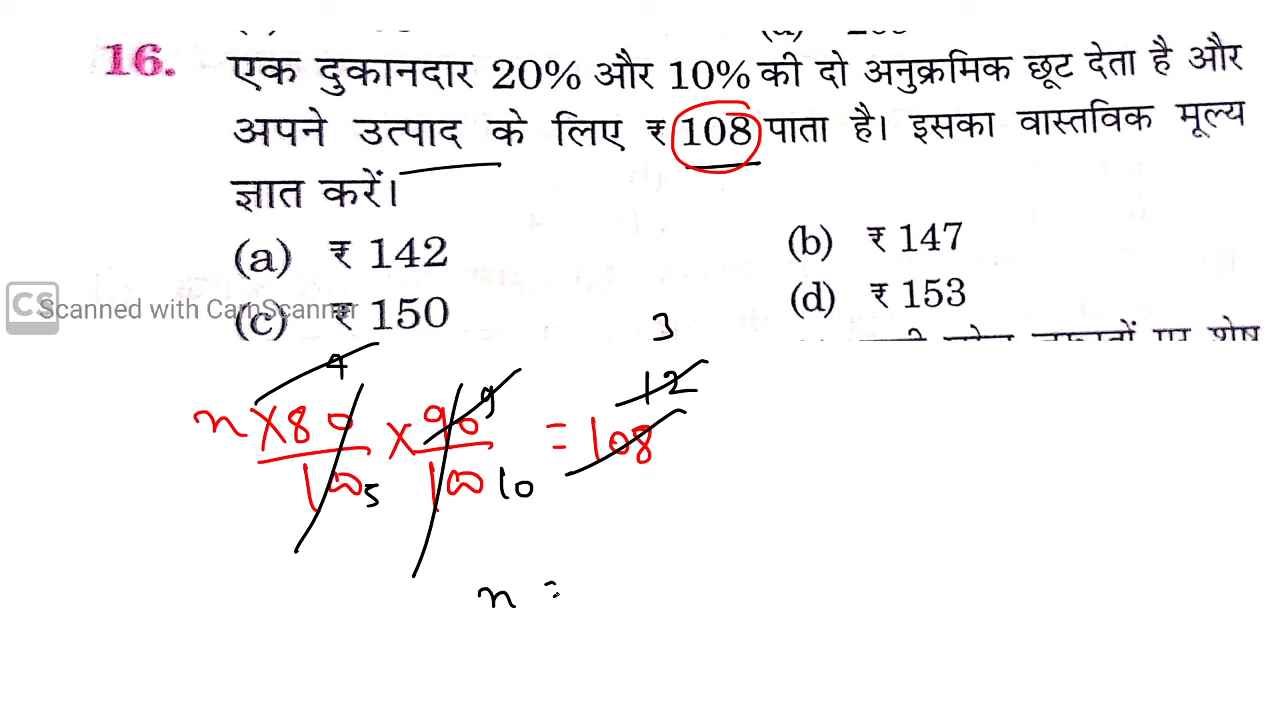 16. एक दुकानदार 20% और 10% की दो अनुक्रमिक छूट देता है और
अपने उत्पाद के लिए ₹ 108 पाता है। इसका वास्तविक मूल्य
ज्ञात करें।
(a) ₹ 142 (b) ₹ 147
(c) ₹ 150 (d) ₹ 153
CS Scanned with CamScanner
3
4 9 12
n × 80 × 90 = 108
100 5 100 10
n =